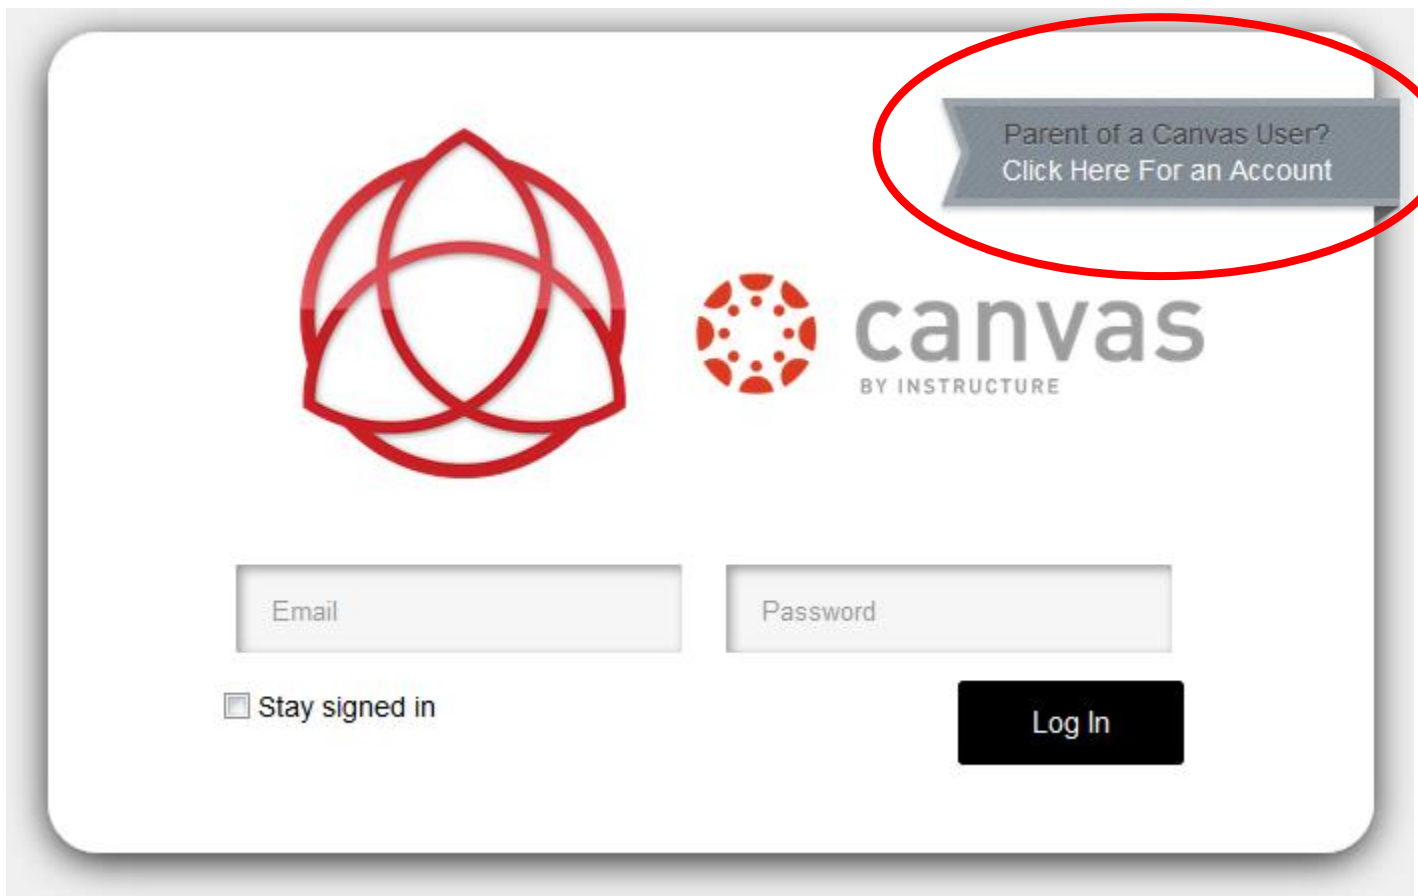 Parent of a Canvas User?
Click Here For an Account
canvas
BY INSTRUCTURE
Email
Password
Stay signed in
Log In